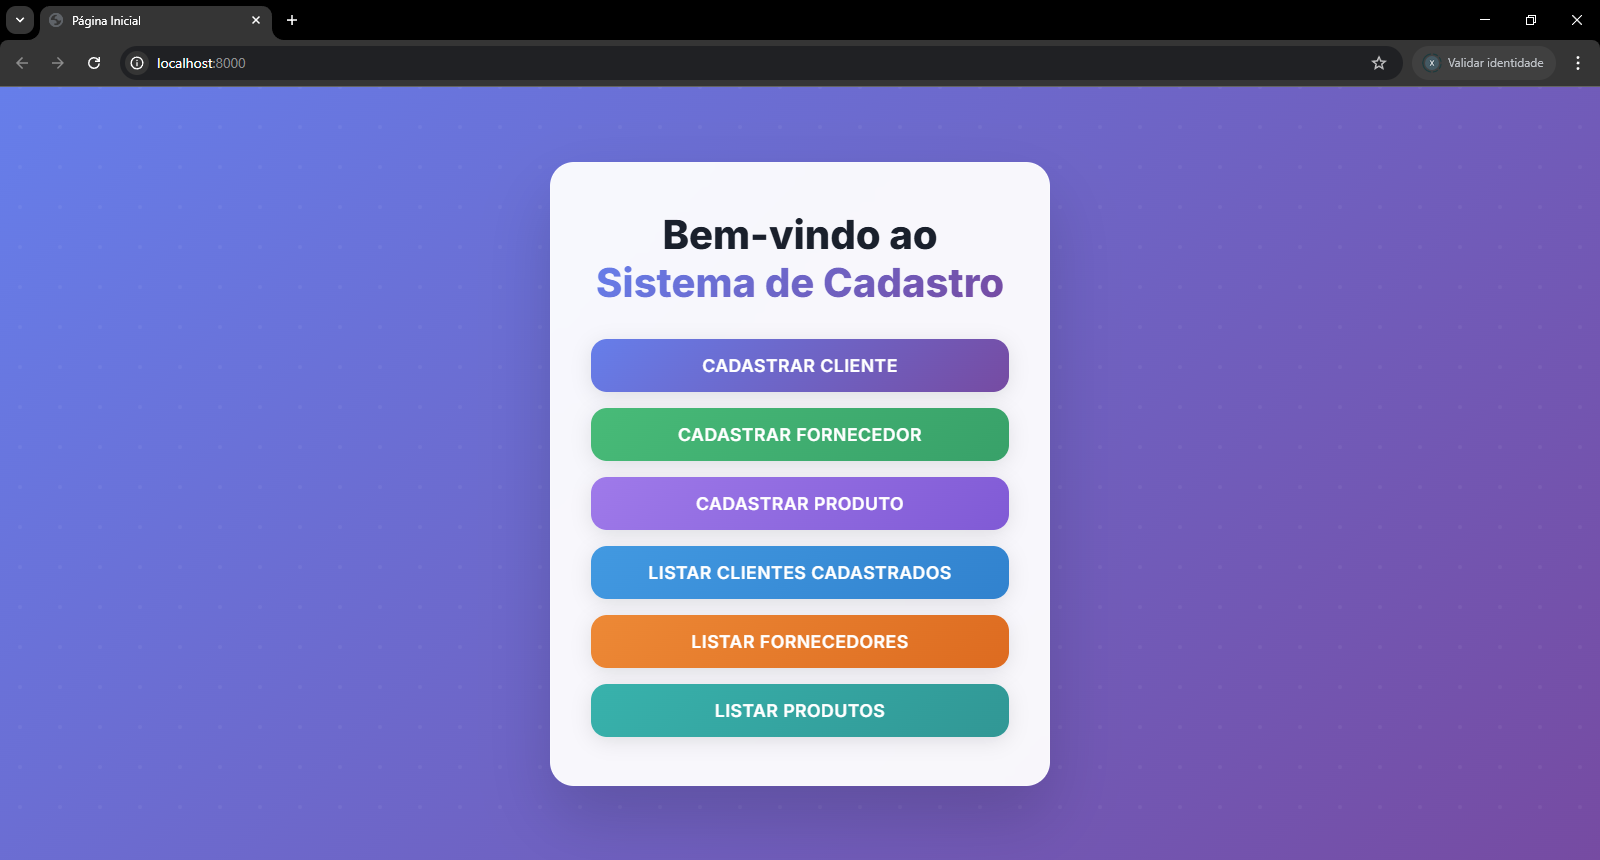 Página Inicial
localhost:8000
Validar identidade
Bem-vindo ao
Sistema de Cadastro
CADASTRAR CLIENTE
CADASTRAR FORNECEDOR
CADASTRAR PRODUTO
LISTAR CLIENTES CADASTRADOS
LISTAR FORNECEDORES
LISTAR PRODUTOS